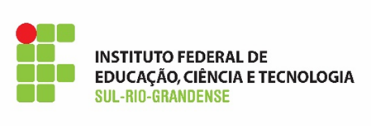 INSTITUTO FEDERAL DE
EDUCAÇÃO, CIÊNCIA E TECNOLOGIA
SUL-RIO-GRANDENSE